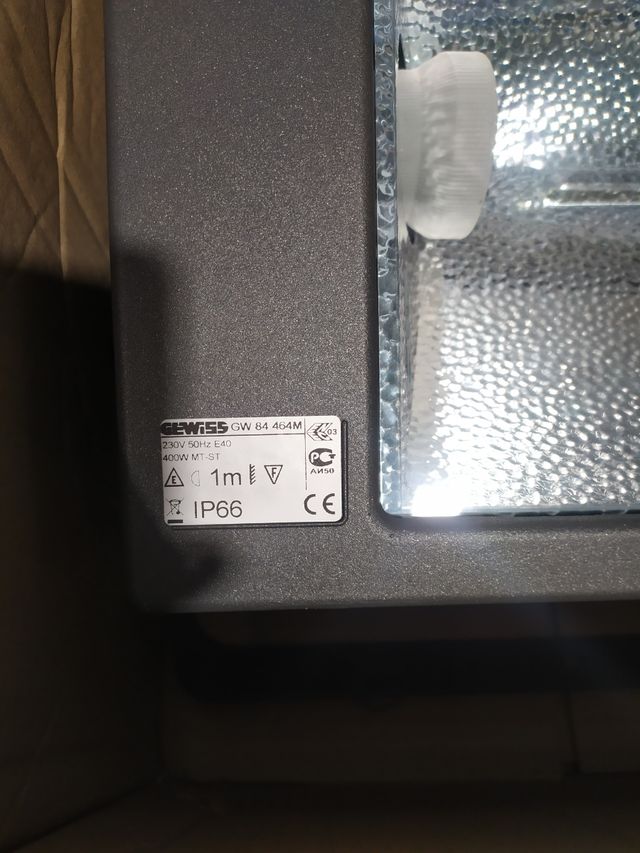 GEWISS GW 84 464M
230V 50Hz E40
400W MT-ST
03
E 1m F
P
АИ50
IP66
CE